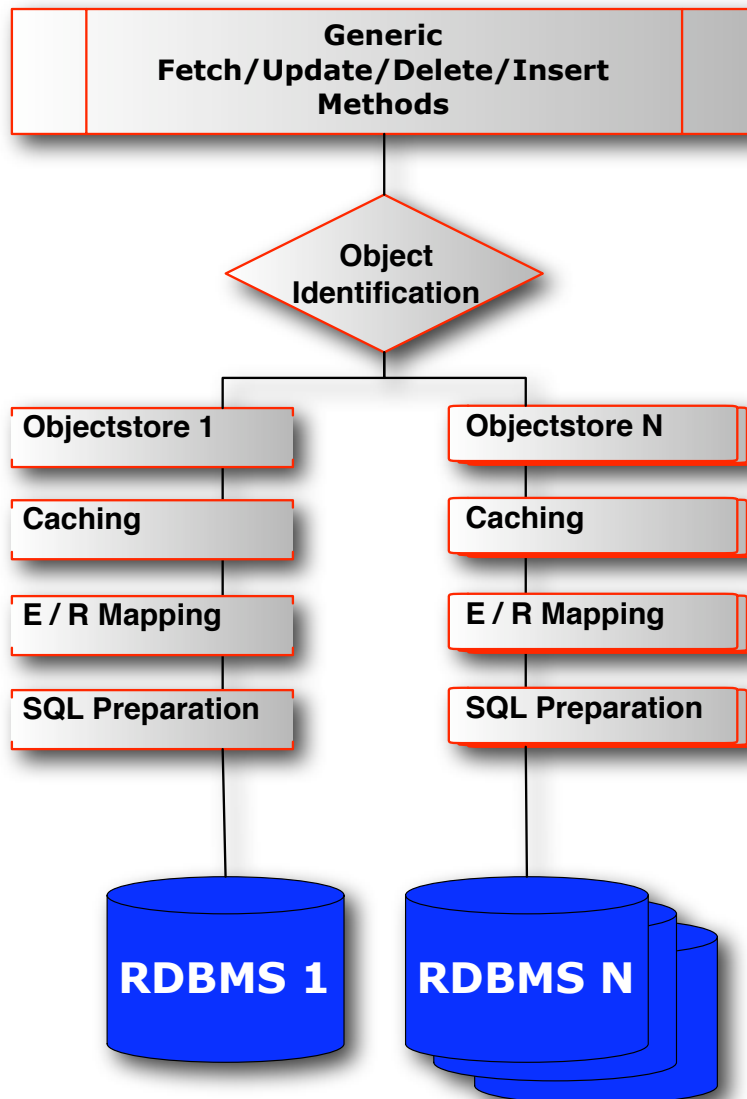 Generic
Fetch/Update/Delete/Insert
Methods
Object
Identification
Objectstore 1
Caching
E / R Mapping
SQL Preparation
RDBMS 1
Objectstore N
Caching
E / R Mapping
SQL Preparation
RDBMS N